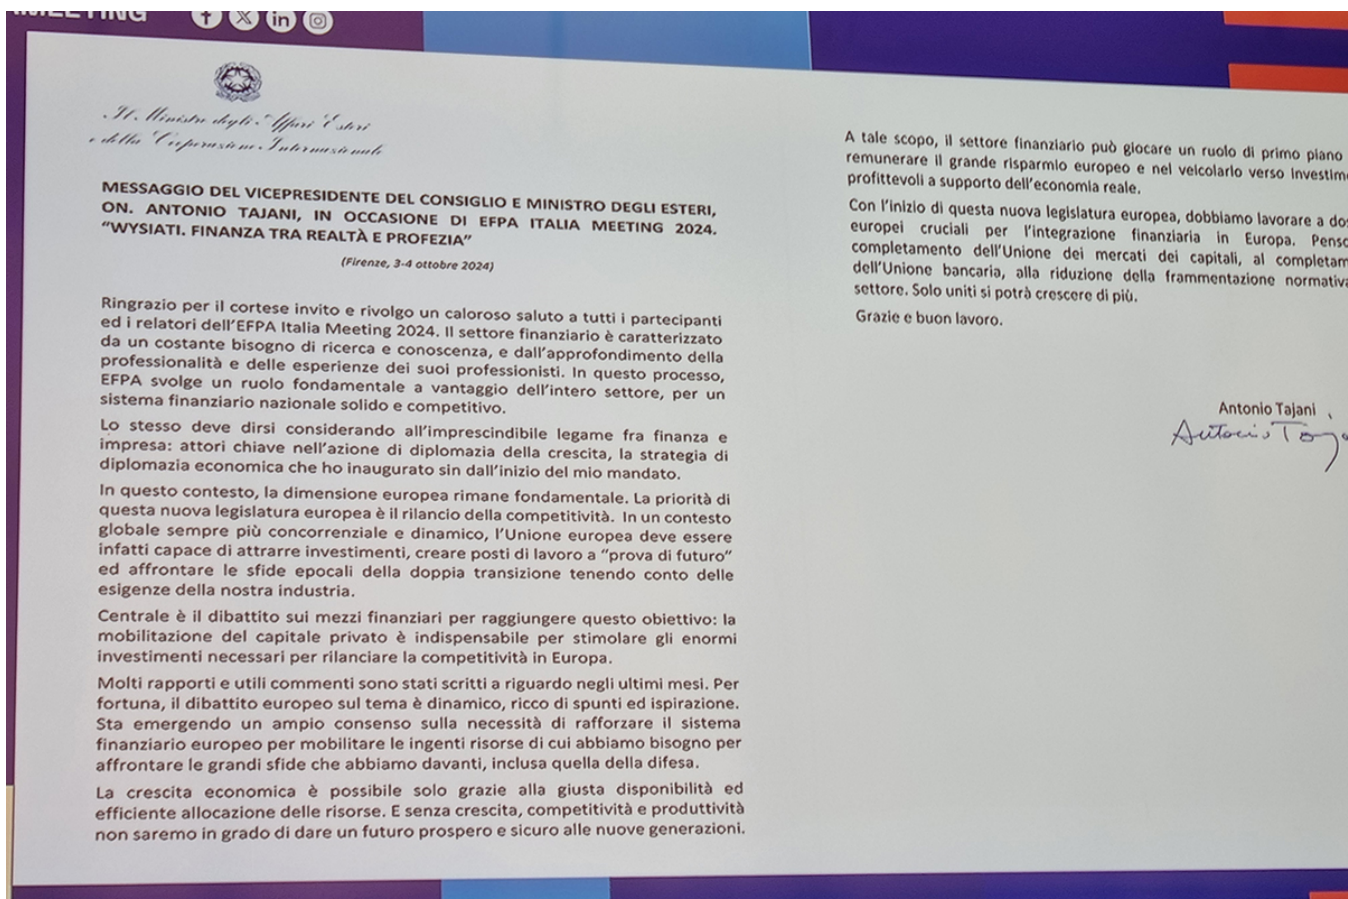 MEETING
Il Ministro degli Affari Esteri
e della Cooperazione Internazionale
MESSAGGIO DEL VICEPRESIDENTE DEL CONSIGLIO E MINISTRO DEGLI ESTERI,
ON. ANTONIO TAJANI, IN OCCASIONE DI EFPA ITALIA MEETING 2024.
“WYSIATI. FINANZA TRA REALTÀ E PROFEZIA”
(Firenze, 3-4 ottobre 2024)
Ringrazio per il cortese invito e rivolgo un caloroso saluto a tutti i partecipanti
ed i relatori dell’EFPA Italia Meeting 2024. Il settore finanziario è caratterizzato
da un costante bisogno di ricerca e conoscenza, e dall’approfondimento della
professionalità e delle esperienze dei suoi professionisti. In questo processo,
EFPA svolge un ruolo fondamentale a vantaggio dell’intero settore, per un
sistema finanziario nazionale solido e competitivo.
Lo stesso deve dirsi considerando all’imprescindibile legame fra finanza e
impresa: attori chiave nell’azione di diplomazia della crescita, la strategia di
diplomazia economica che ho inaugurato sin dall’inizio del mio mandato.
In questo contesto, la dimensione europea rimane fondamentale. La priorità di
questa nuova legislatura europea è il rilancio della competitività. In un contesto
globale sempre più concorrenziale e dinamico, l’Unione europea deve essere
infatti capace di attrarre investimenti, creare posti di lavoro a “prova di futuro”
ed affrontare le sfide epocali della doppia transizione tenendo conto delle
esigenze della nostra industria.
Centrale è il dibattito sui mezzi finanziari per raggiungere questo obiettivo: la
mobilitazione del capitale privato è indispensabile per stimolare gli enormi
investimenti necessari per rilanciare la competitività in Europa.
Molti rapporti e utili commenti sono stati scritti a riguardo negli ultimi mesi. Per
fortuna, il dibattito europeo sul tema è dinamico, ricco di spunti ed ispirazione.
Sta emergendo un ampio consenso sulla necessità di rafforzare il sistema
finanziario europeo per mobilitare le ingenti risorse di cui abbiamo bisogno per
affrontare le grandi sfide che abbiamo davanti, inclusa quella della difesa.
La crescita economica è possibile solo grazie alla giusta disponibilità ed
efficiente allocazione delle risorse. E senza crescita, competitività e produttività
non saremo in grado di dare un futuro prospero e sicuro alle nuove generazioni.
A tale scopo, il settore finanziario può giocare un ruolo di primo piano
remunerare il grande risparmio europeo e nel veicolarlo verso investime
profittevoli a supporto dell’economia reale.
Con l’inizio di questa nuova legislatura europea, dobbiamo lavorare a dos
europei cruciali per l’integrazione finanziaria in Europa. Penso
completamento dell’Unione dei mercati dei capitali, al completam
dell’Unione bancaria, alla riduzione della frammentazione normativa
settore. Solo uniti si potrà crescere di più.
Grazie e buon lavoro.
Antonio Tajani
Antonio Taja